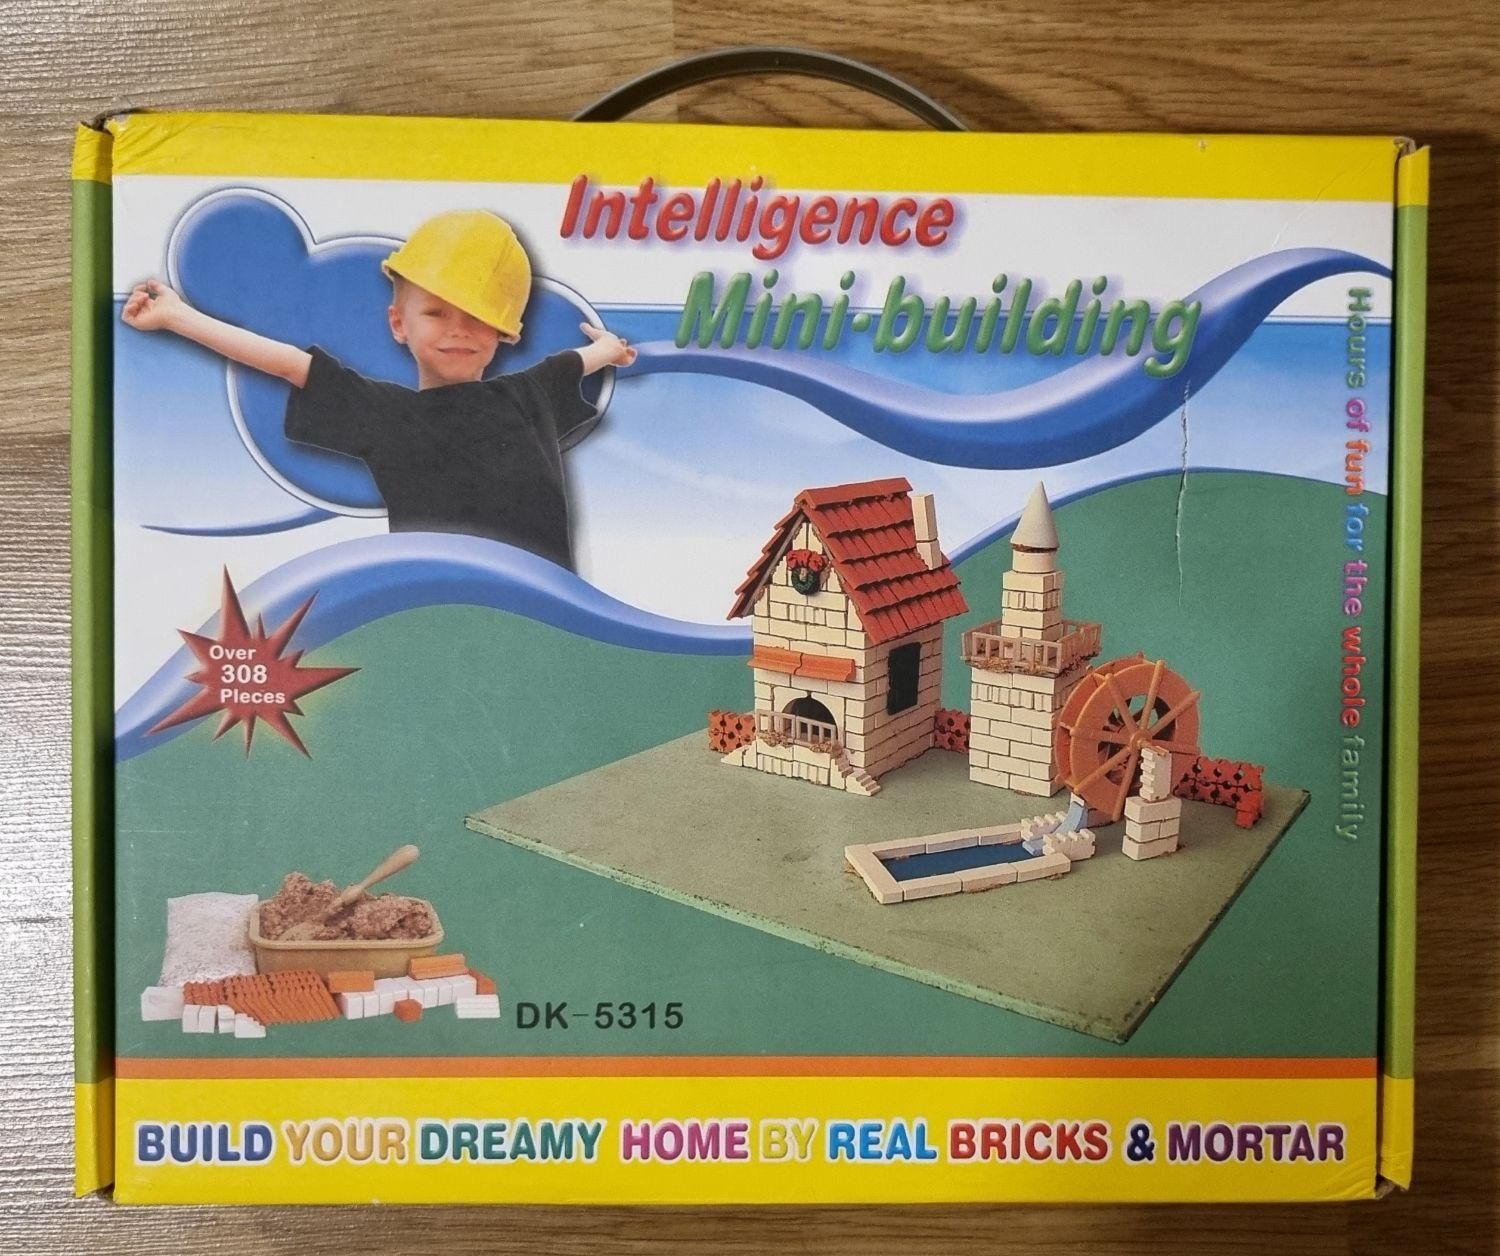 Intelligence
Mini-building
Hours of fun for the whole family
Over
308
Pieces
DK-5315
BUILD YOUR DREAMY HOME BY REAL BRICKS & MORTAR